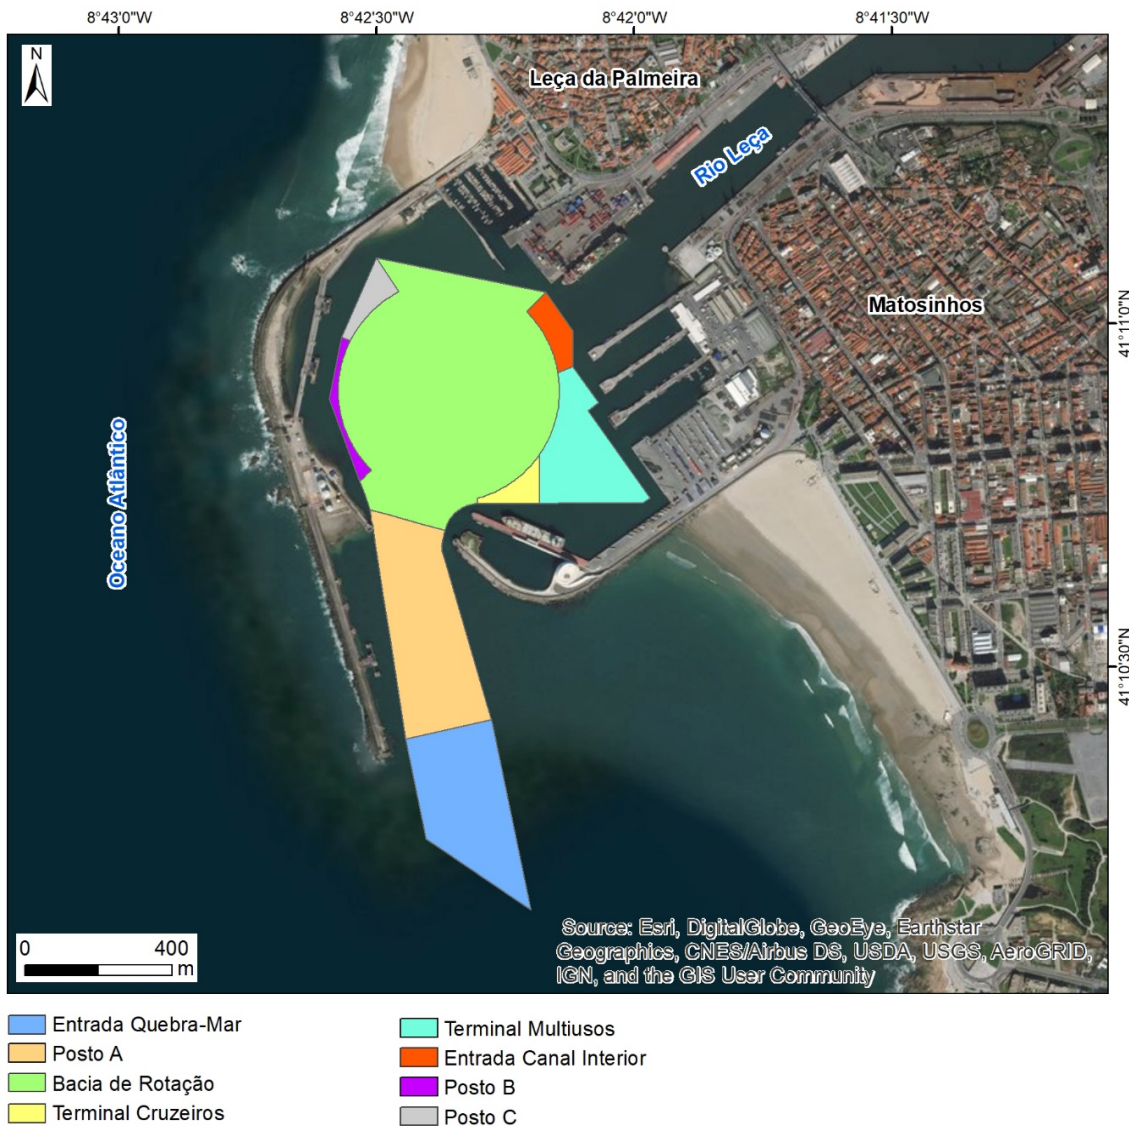 8°43'0"W
8°42'30"W
8°42'0"W
8°41'30"W
N
Leça da Palmeira
Rio Leça
Matosinhos
41°11'0"N
Oceano Atlântico
41°10'30"N
0 400
m
Source: Esri, DigitalGlobe, GeoEye, Earthstar
Geographics, CNES/Airbus DS, USDA, USGS, AeroGRID,
IGN, and the GIS User Community
Entrada Quebra-Mar
Posto A
Bacia de Rotação
Terminal Cruzeiros
Terminal Multiusos
Entrada Canal Interior
Posto B
Posto C